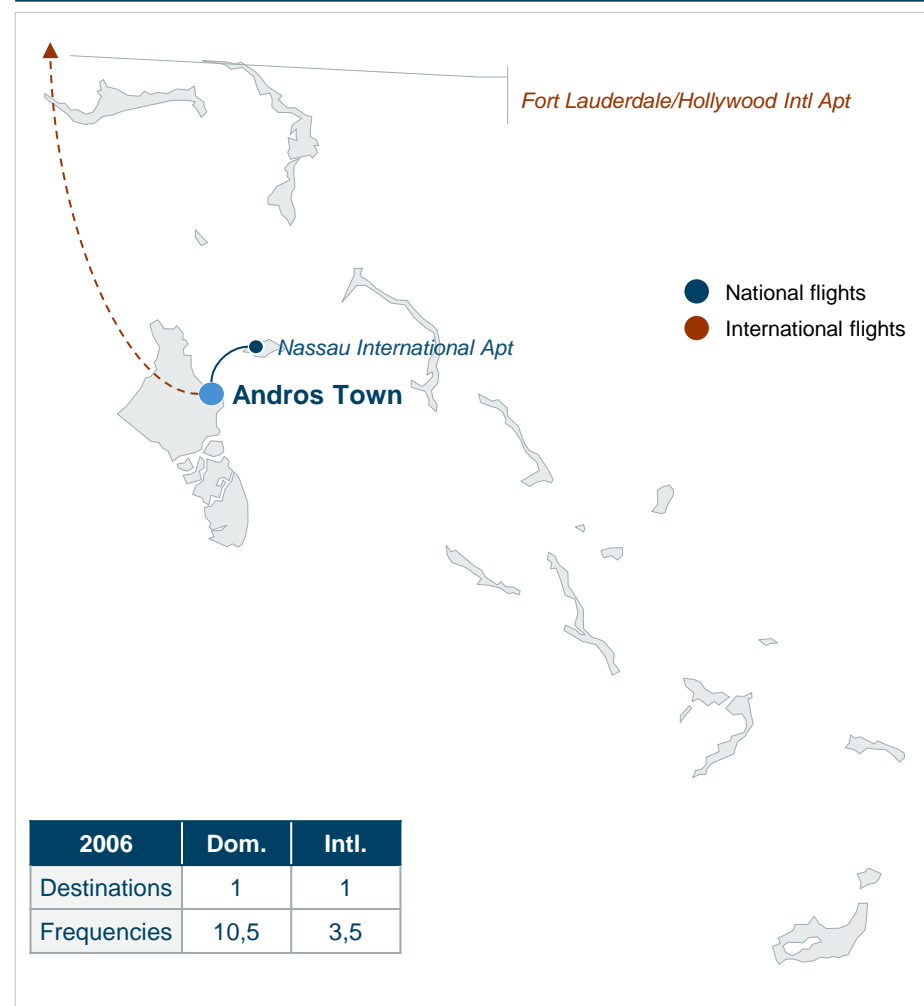 Fort Lauderdale/Hollywood Intl Apt
National flights
International flights
Nassau International Apt
Andros Town
2006 Dom. Intl.
Destinations 1 1
Frequencies 10,5 3,5